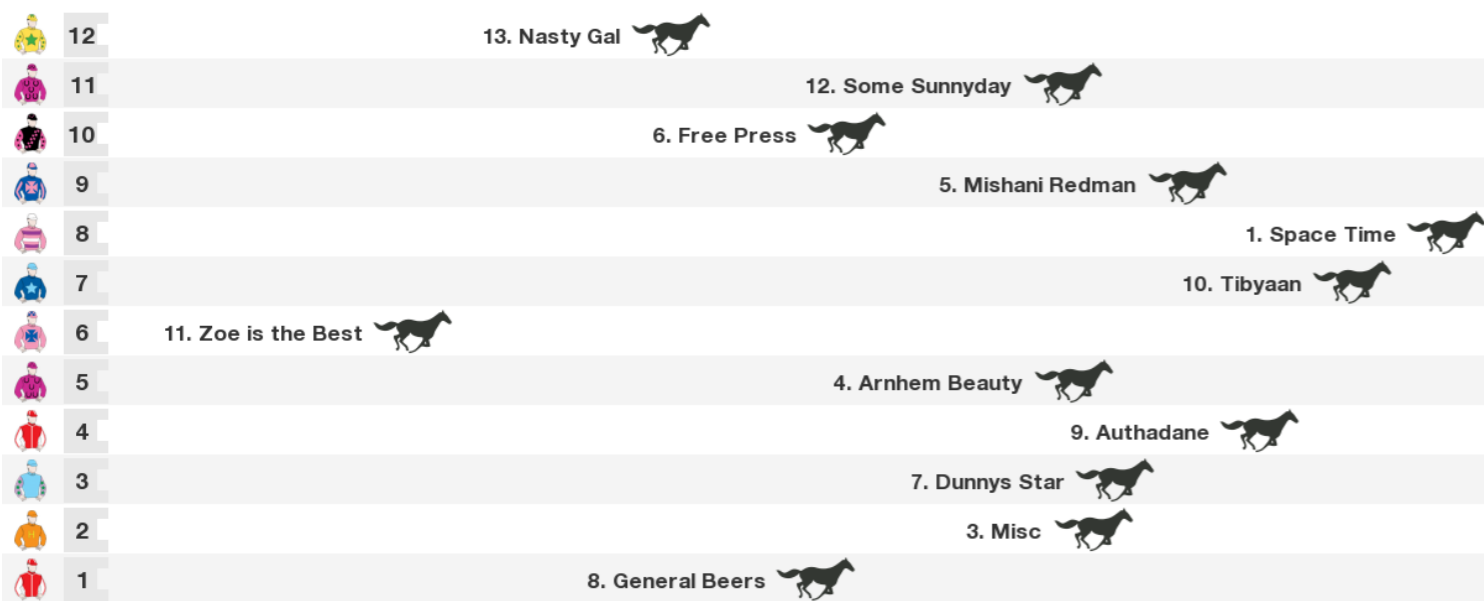 12 13. Nasty Gal
11 12. Some Sunnyday
10 6. Free Press
9 5. Mishani Redman
8 1. Space Time
7 10. Tibyaan
6 11. Zoe is the Best
5 4. Arnhem Beauty
4 9. Authadane
3 7. Dunnys Star
2 3. Misc
1 8. General Beers